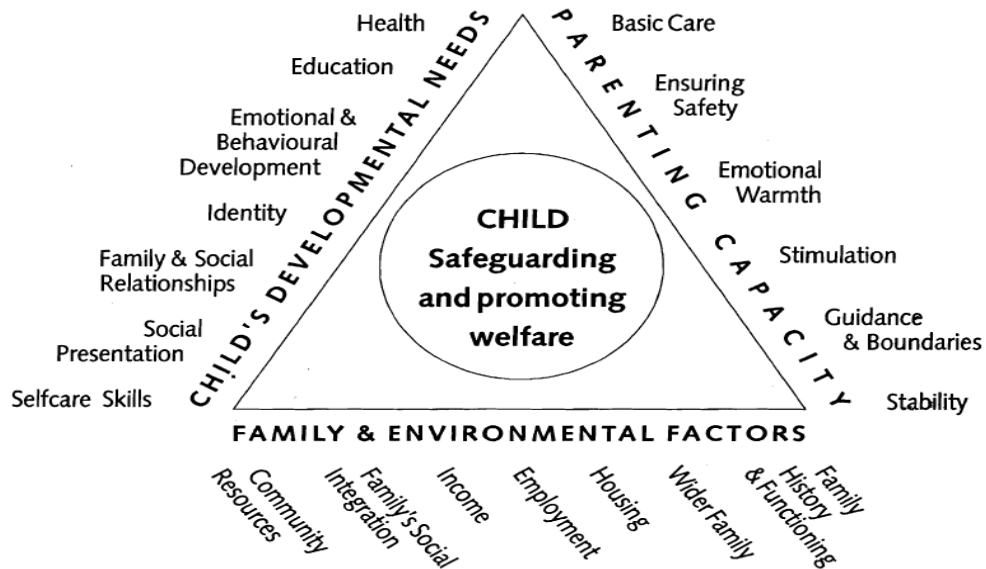 CHILD'S DEVELOPMENTAL NEEDS
Health
Education
Emotional &
Behavioural
Development
Identity
Family & Social
Relationships
Social
Presentation
Selfcare Skills
PARENTING CAPACITY
Basic Care
Ensuring
Safety
Emotional
Warmth
Stimulation
Guidance
& Boundaries
Stability
CHILD
Safeguarding
and promoting
welfare
FAMILY & ENVIRONMENTAL FACTORS
Community
Resources
Family's Social
Integration
Income
Employment
Housing
Wider Family
Family
History
& Functioning